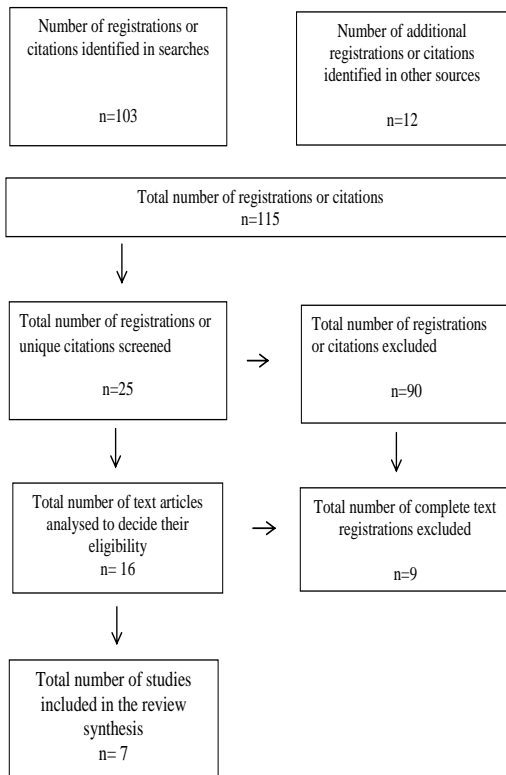 Number of registrations or
citations identified in searches
n=103
Number of additional
registrations or citations
identified in other sources
n=12
Total number of registrations or citations
n=115
Total number of registrations or
unique citations screened
n=25
Total number of registrations
or citations excluded
n=90
Total number of text articles
analysed to decide their
eligibility
n= 16
Total number of complete text
registrations excluded
n=9
Total number of studies
included in the review
synthesis
n= 7